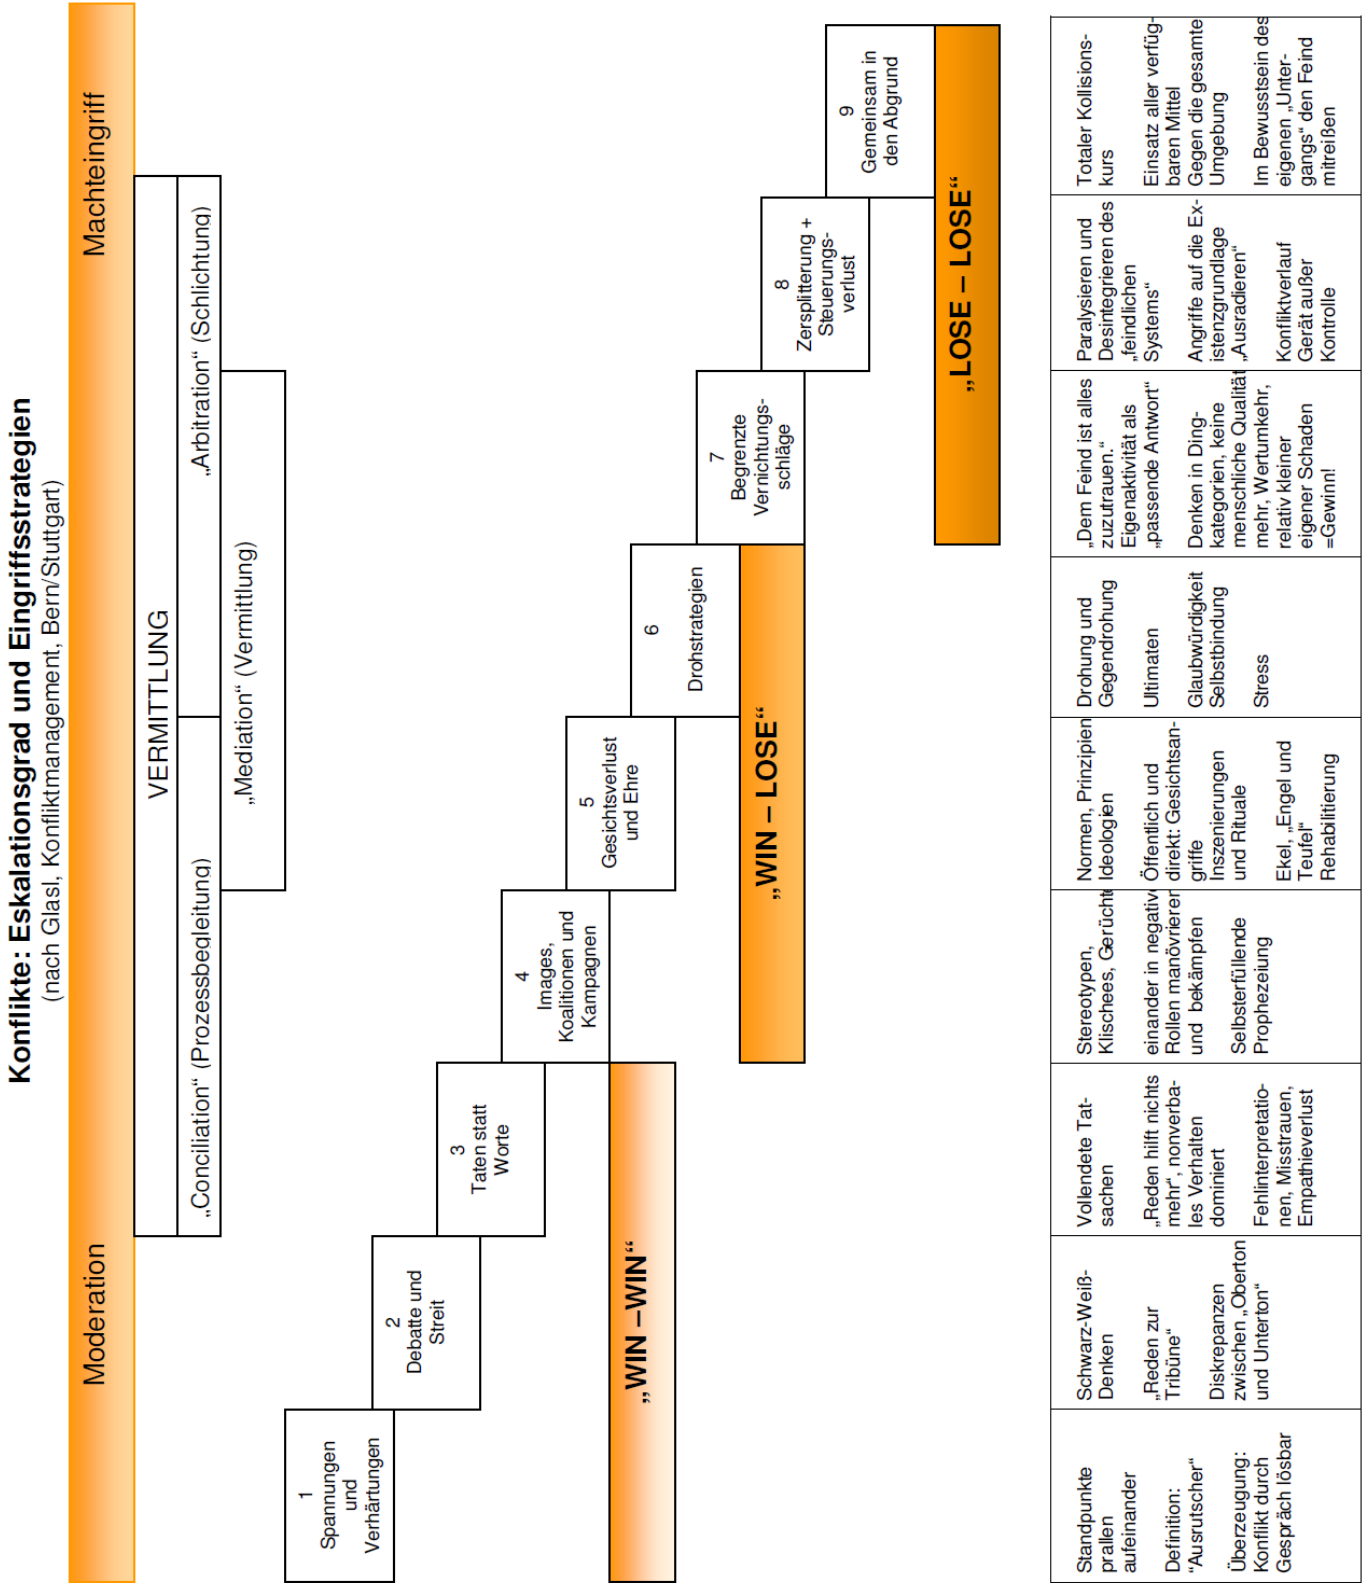 Konflikte: Eskalationsgrad und Eingriffsstrategien
(nach Glasl, Konfliktmanagement, Bern/Stuttgart)
Moderation
Machteingriff
VERMITTLUNG
„Conciliation“ (Prozessbegleitung)
„Arbitration“ (Schlichtung)
„Mediation“ (Vermittlung)
1
Spannungen
und
Verhärtungen
2
Debatte und
Streit
3
Taten statt
Worte
4
Images,
Koalitionen und
Kampagnen
5
Gesichtsverlust
und Ehre
6
Drohstrategien
7
Begrenzte
Vernichtungs-
schläge
8
Zersplitterung +
Steuerungs-
verlust
9
Gemeinsam in
den Abgrund
„WIN –WIN“
„WIN – LOSE“
„LOSE – LOSE“
Standpunkte
prallen
aufeinander
Definition:
“Ausrutscher“
Überzeugung:
Konflikt durch
Gespräch lösbar
Schwarz-Weiß-
Denken
„Reden zur
Tribüne“
Diskrepanzen
zwischen „Oberton
und Unterton“
Vollendete Tat-
sachen
„Reden hilft nichts
mehr“, nonverba-
les Verhalten
dominiert
Fehlinterpretatio-
nen, Misstrauen,
Empathieverlust
Stereotypen,
Klischees, Gerüchte
einander in negative
Rollen manövrieren
und bekämpfen
Selbsterfüllende
Prophezeiung
Normen, Prinzipien
Ideologien
Öffentlich und
direkt: Gesichtsan-
griffe
Inszenierungen
und Rituale
Ekel, „Engel und
Teufel“
Rehabilitierung
Drohung und
Gegendrohung
Ultimaten
Glaubwürdigkeit
Selbstbindung
Stress
„Dem Feind ist alles
zuzutrauen.“
Eigenaktivität als
„passende Antwort“
Denken in Ding-
kategorien, keine
menschliche Qualität
mehr, Wertumkehr,
relativ kleiner
eigener Schaden
=Gewinn!
Paralysieren und
Desintegrieren des
„feindlichen
Systems“
Angriffe auf die Ex-
istenzgrundlage
„Ausradieren“
Konfliktverlauf
Gerät außer
Kontrolle
Totaler Kollisions-
kurs
Einsatz aller verfüg-
baren Mittel
Gegen die gesamte
Umgebung
Im Bewusstsein des
eigenen „Unter-
gangs“ den Feind
mitreißen